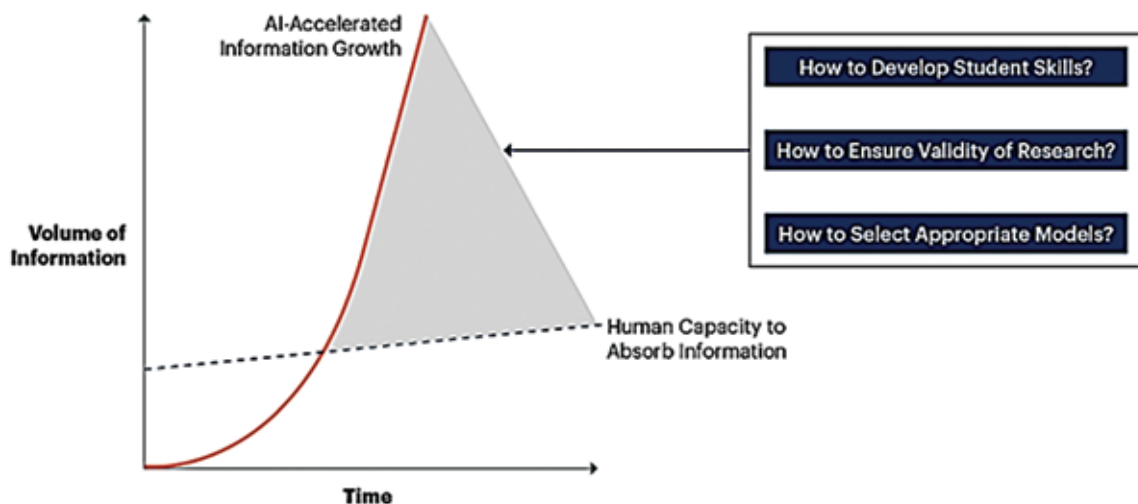 AI-Accelerated
Information Growth
How to Develop Student Skills?
How to Ensure Validity of Research?
How to Select Appropriate Models?
Volume of
Information
Human Capacity to
Absorb Information
Time